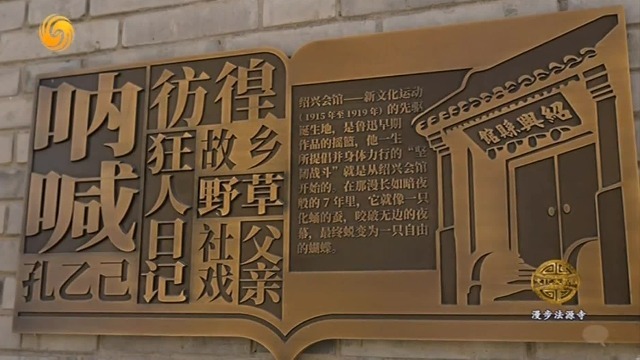 呐喊
孔乙己
彷徨
狂人日记
故乡
野草
社戏
父亲
绍兴会馆——新文化运动
(1915年至1919年)的先驱
诞生地，是鲁迅早期
作品的摇篮，他一生
所提倡并身体力行的“坚
韧战斗”就是从绍兴会馆
开始的。在那漫长如暗夜
般的7年里，它就像一只
化蛹的蚕，咬破无边的夜
幕，最终蜕变为一只自由
的蝴蝶。
紹興縣館
漫步法源寺